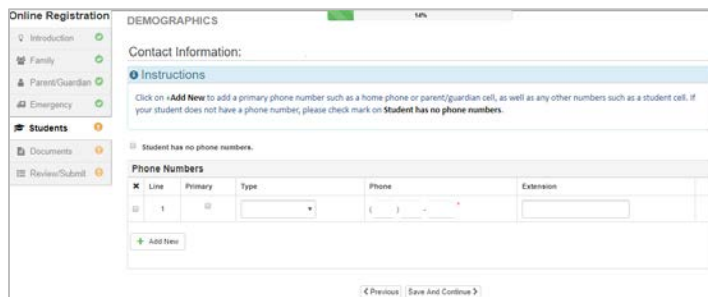 Online Registration
Introduction
Family
Parent/Guardian
Emergency
Students
Documents
Review/Submit
DEMOGRAPHICS
14%
Contact Information:
Instructions
Click on +Add New to add a primary phone number such as a home phone or parent/guardian cell, as well as any other numbers such as a student cell. If
your student does not have a phone number, please check mark on Student has no phone numbers.
Student has no phone numbers.
Phone Numbers
✖ Line Primary Type Phone Extension
1 ( ) - *
+ Add New
< Previous Save And Continue >